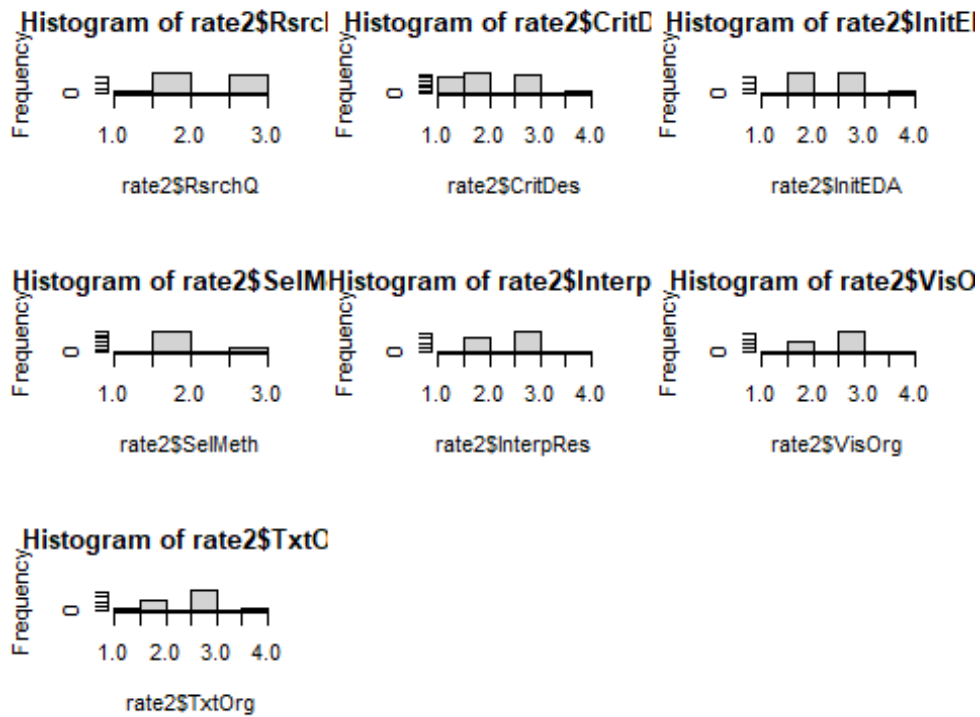 Histogram of rate2$Rsrcl
Histogram of rate2$CritD
Histogram of rate2$InitEI
Frequency
0
1.0 2.0 3.0
rate2$RsrchQ
Frequency
0
1.0 2.0 3.0 4.0
rate2$CritDes
Frequency
0
1.0 2.0 3.0 4.0
rate2$InitEDA
Histogram of rate2$SelM
Histogram of rate2$Interp
Histogram of rate2$VisO
Frequency
0
1.0 2.0 3.0
rate2$SelMeth
Frequency
0
1.0 2.0 3.0 4.0
rate2$InterpRes
Frequency
0
1.0 2.0 3.0 4.0
rate2$VisOrg
Histogram of rate2$TxtO
Frequency
0
1.0 2.0 3.0 4.0
rate2$TxtOrg